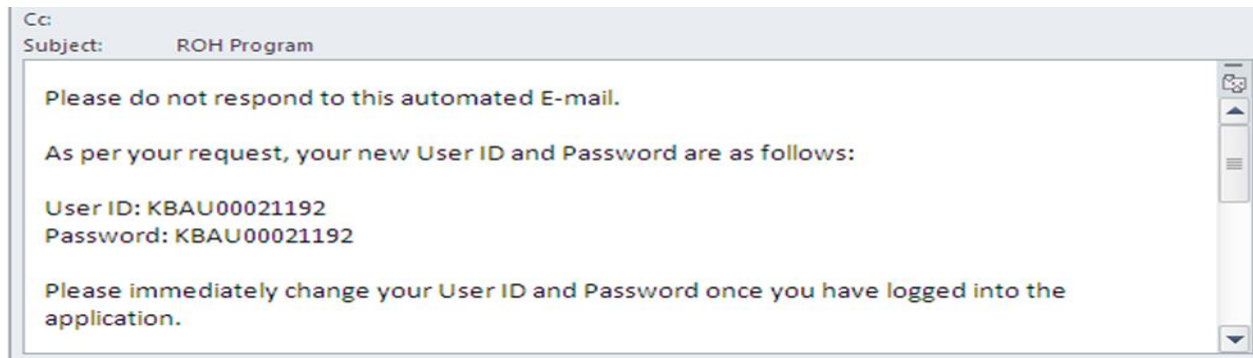 Cc:
Subject: ROH Program
Please do not respond to this automated E-mail.
As per your request, your new User ID and Password are as follows:
User ID: KBAU00021192
Password: KBAU00021192
Please immediately change your User ID and Password once you have logged into the
application.